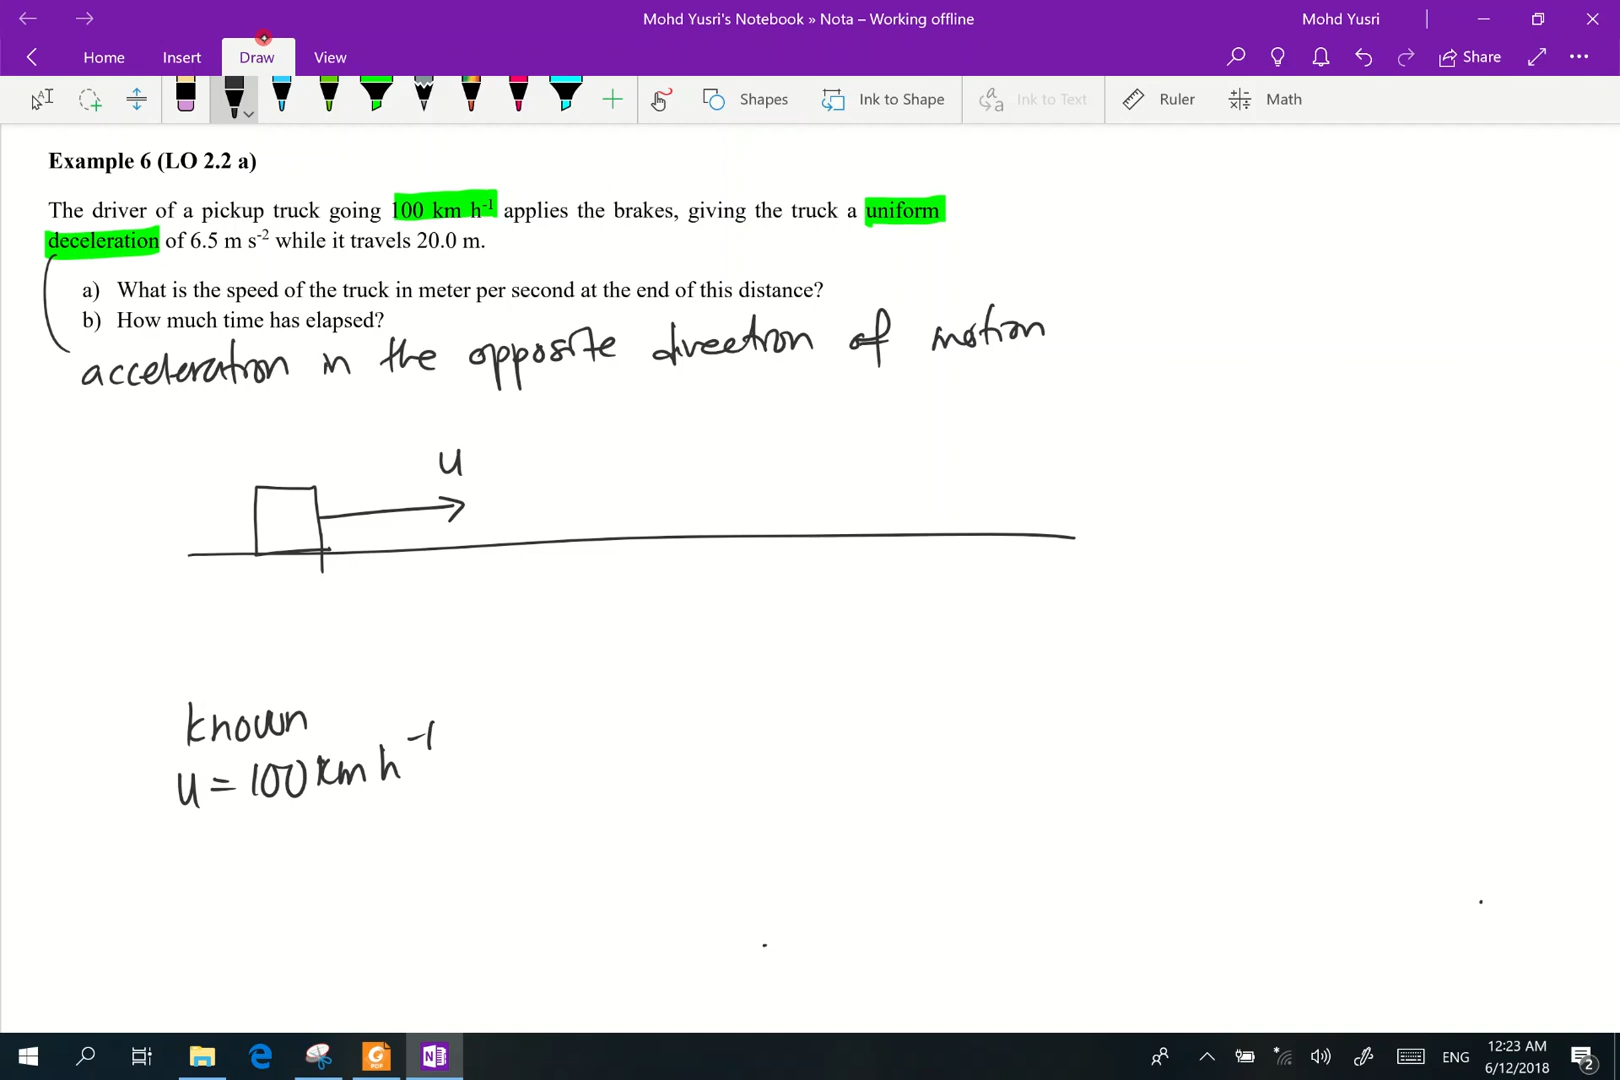 Mohd Yusri's Notebook » Nota – Working offline
Mohd Yusri
Home Insert Draw View
Share
Shapes Ink to Shape Ink to Text Ruler Math
Example 6 (LO 2.2 a)
The driver of a pickup truck going 100 km h⁻¹ applies the brakes, giving the truck a uniform
deceleration of 6.5 m s⁻² while it travels 20.0 m.
a) What is the speed of the truck in meter per second at the end of this distance?
b) How much time has elapsed?
acceleration in the opposite direction of motion
u
known
u = 100 km h⁻¹
ENG
12:23 AM
6/12/2018
2